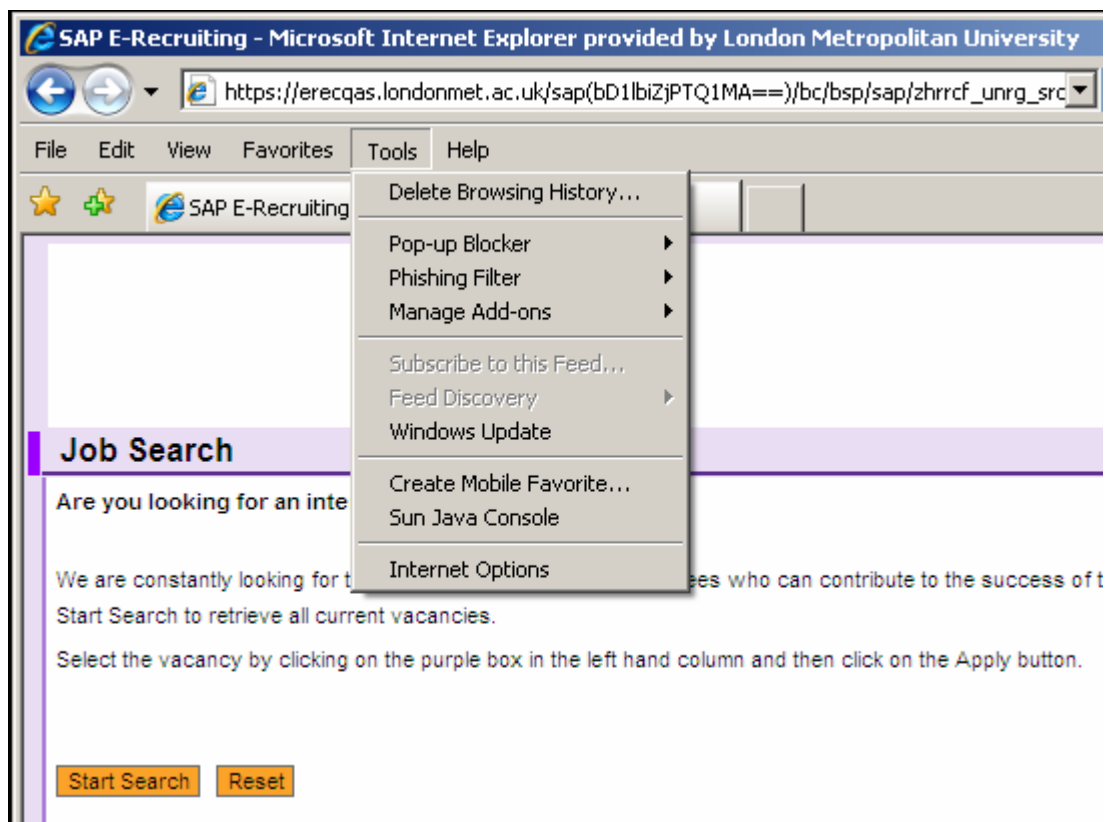 SAP E-Recruiting - Microsoft Internet Explorer provided by London Metropolitan University
https://erecqas.londonmet.ac.uk/sap(bD1lbiZjPTQ1MA==)/bc/bsp/sap/zhrrcf_unrg_src
File Edit View Favorites Tools Help
SAP E-Recruiting
Delete Browsing History...
Pop-up Blocker
Phishing Filter
Manage Add-ons
Subscribe to this Feed...
Feed Discovery
Windows Update
Create Mobile Favorite...
Sun Java Console
Internet Options
Job Search
Are you looking for an inte
We are constantly looking for t ees who can contribute to the success of t
Start Search to retrieve all current vacancies.
Select the vacancy by clicking on the purple box in the left hand column and then click on the Apply button.
Start Search Reset